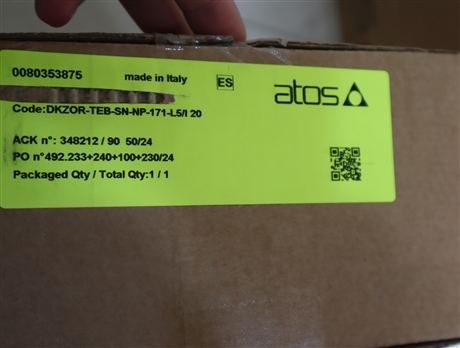 0080353875 made in Italy ES atos
Code:DKZOR-TEB-SN-NP-171-L5/I 20
ACK n°: 348212 / 90 50/24
PO n°492.233+240+100+230/24
Packaged Qty / Total Qty:1 / 1